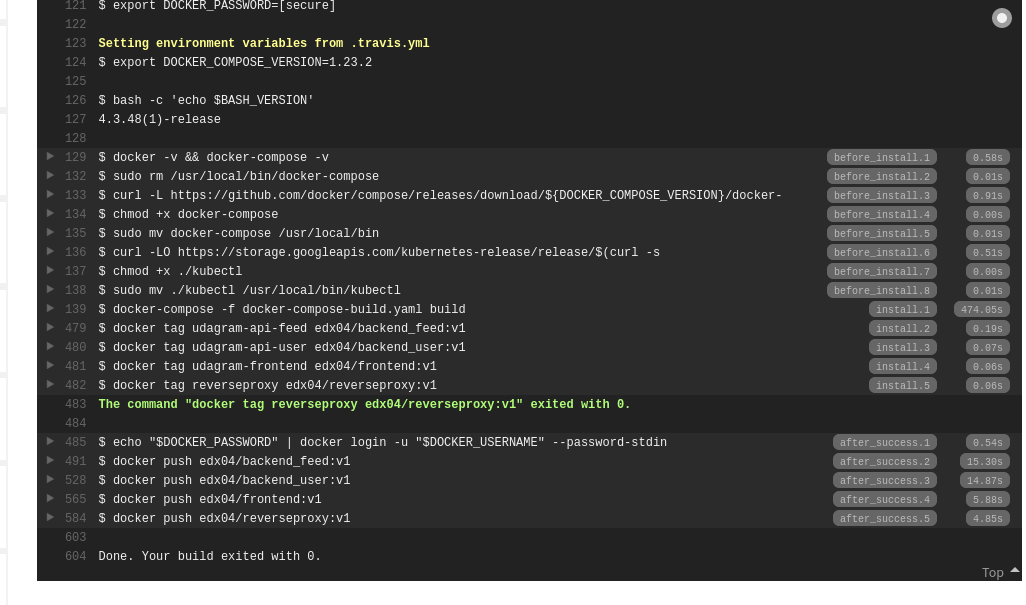 121 $ export DOCKER_PASSWORD=[secure]
122
123 Setting environment variables from .travis.yml
124 $ export DOCKER_COMPOSE_VERSION=1.23.2
125
126 $ bash -c 'echo $BASH_VERSION'
127 4.3.48(1)-release
128
129 $ docker -v && docker-compose -v before_install.1 0.58s
132 $ sudo rm /usr/local/bin/docker-compose before_install.2 0.01s
133 $ curl -L https://github.com/docker/compose/releases/download/${DOCKER_COMPOSE_VERSION}/docker- before_install.3 0.91s
134 $ chmod +x docker-compose before_install.4 0.00s
135 $ sudo mv docker-compose /usr/local/bin before_install.5 0.01s
136 $ curl -LO https://storage.googleapis.com/kubernetes-release/release/$(curl -s before_install.6 0.51s
137 $ chmod +x ./kubectl before_install.7 0.00s
138 $ sudo mv ./kubectl /usr/local/bin/kubectl before_install.8 0.01s
139 $ docker-compose -f docker-compose-build.yaml build install.1 474.05s
479 $ docker tag udagram-api-feed edx04/backend_feed:v1 install.2 0.19s
480 $ docker tag udagram-api-user edx04/backend_user:v1 install.3 0.07s
481 $ docker tag udagram-frontend edx04/frontend:v1 install.4 0.06s
482 $ docker tag reverseproxy edx04/reverseproxy:v1 install.5 0.06s
483 The command "docker tag reverseproxy edx04/reverseproxy:v1" exited with 0.
484
485 $ echo "$DOCKER_PASSWORD" | docker login -u "$DOCKER_USERNAME" --password-stdin after_success.1 0.54s
491 $ docker push edx04/backend_feed:v1 after_success.2 15.30s
528 $ docker push edx04/backend_user:v1 after_success.3 14.87s
565 $ docker push edx04/frontend:v1 after_success.4 5.88s
584 $ docker push edx04/reverseproxy:v1 after_success.5 4.85s
603
604 Done. Your build exited with 0.
Top